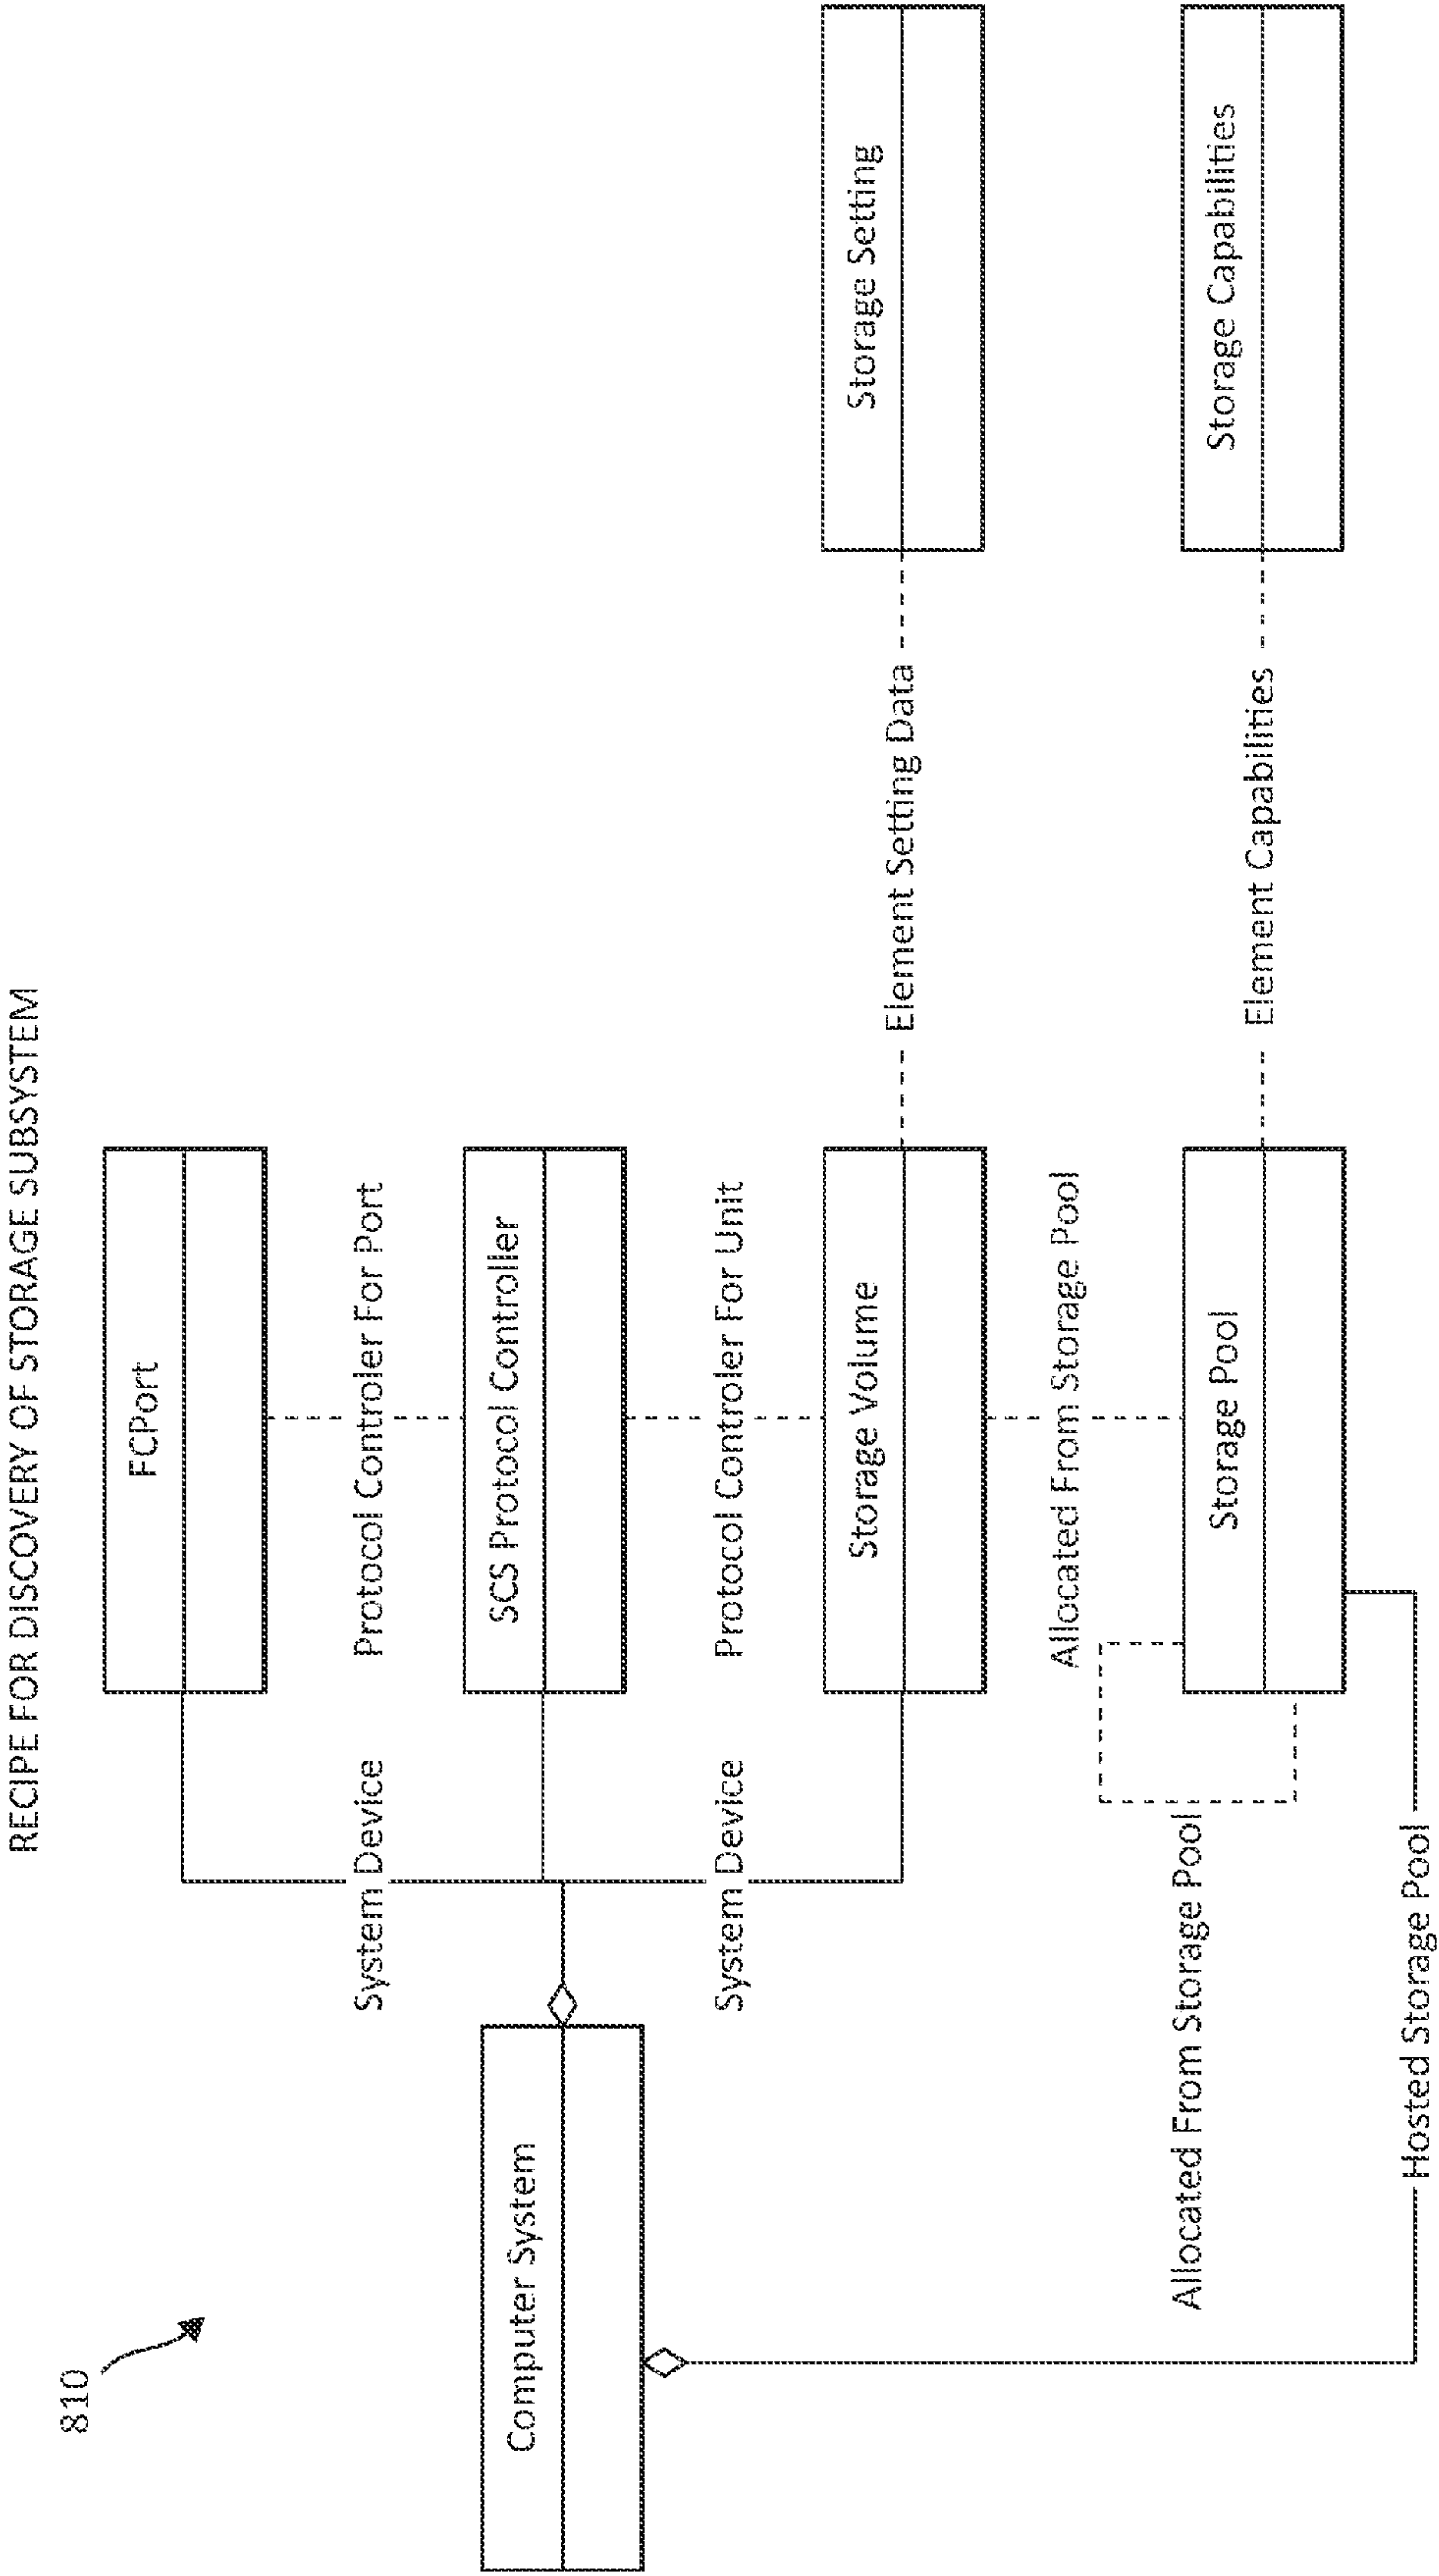 RECIPE FOR DISCOVERY OF STORAGE SUBSYSTEM
810
FCPort
System Device
Protocol Controller For Port
Computer System
SCS Protocol Controller
System Device
Protocol Controller For Unit
Storage Volume
Element Setting Data
Storage Setting
Allocated From Storage Pool
Allocated From Storage Pool
Storage Pool
Element Capabilities
Storage Capabilities
Hosted Storage Pool